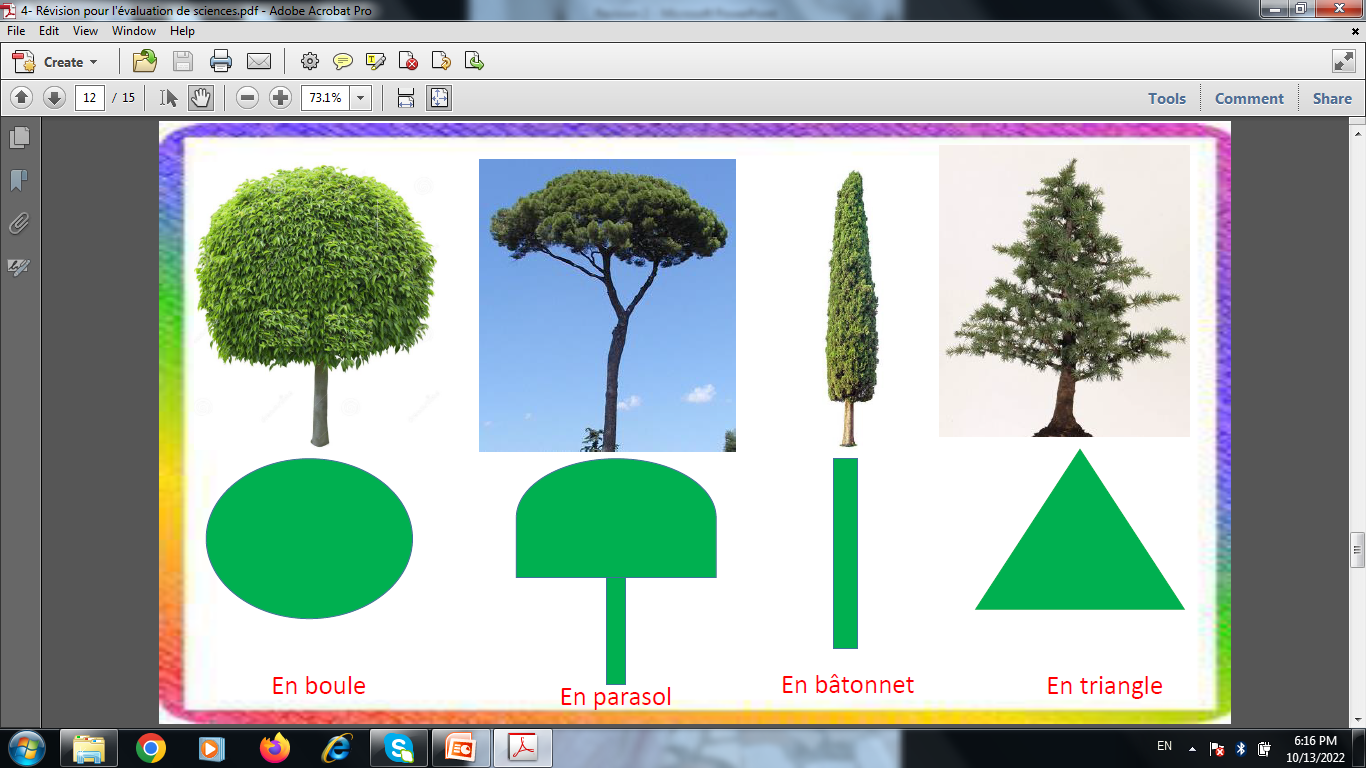 4- Révision pour l'évaluation de sciences.pdf - Adobe Acrobat Pro
File Edit View Window Help
Create
12 / 15
73.1%
Tools Comment Share
En boule
En parasol
En bâtonnet
En triangle
EN
6:16 PM
10/13/2022